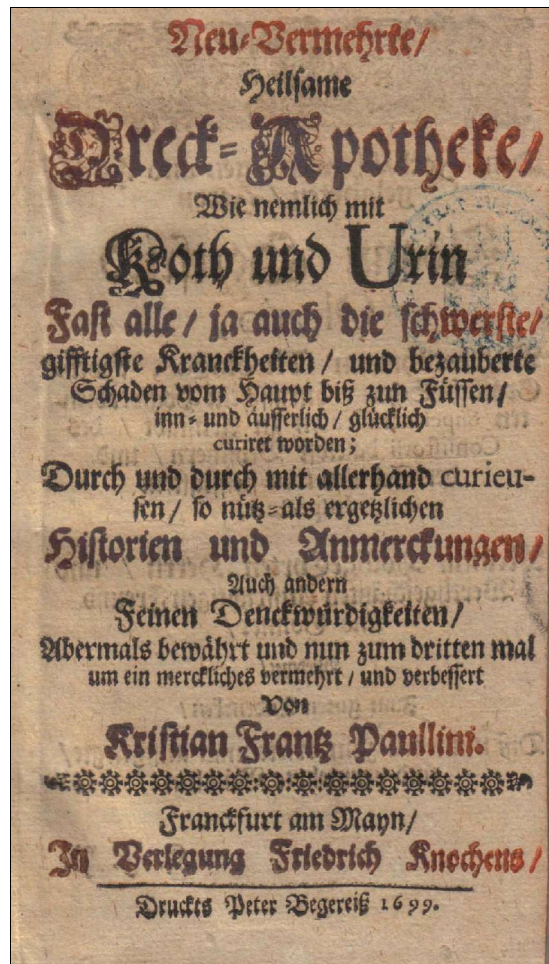 Neu-Vermehrte/
Heilsame
Dreck-Apotheke/
Wie nemlich mit
Koth und Urin
Fast alle/ ja auch die schwerste/
gifftigste Kranckheiten/ und bezauberte
Schaden vom Haupt biß zun Füssen/
inn- und äusserlich/ glücklich
curiret worden;
Durch und durch mit allerhand curieu-
sen/ so nütz- als ergetzlichen
Historien und Anmerckungen/
Auch andern
Feinen Denckwürdigkeiten/
Abermals bewährt und nun zum dritten mal
um ein merckliches vermehrt/ und verbessert
Von
Kristian Frantz Paullini.
Franckfurt am Mayn/
In Verlegung Friedrich Knochens/
Druckts Peter Begereiß 1699.